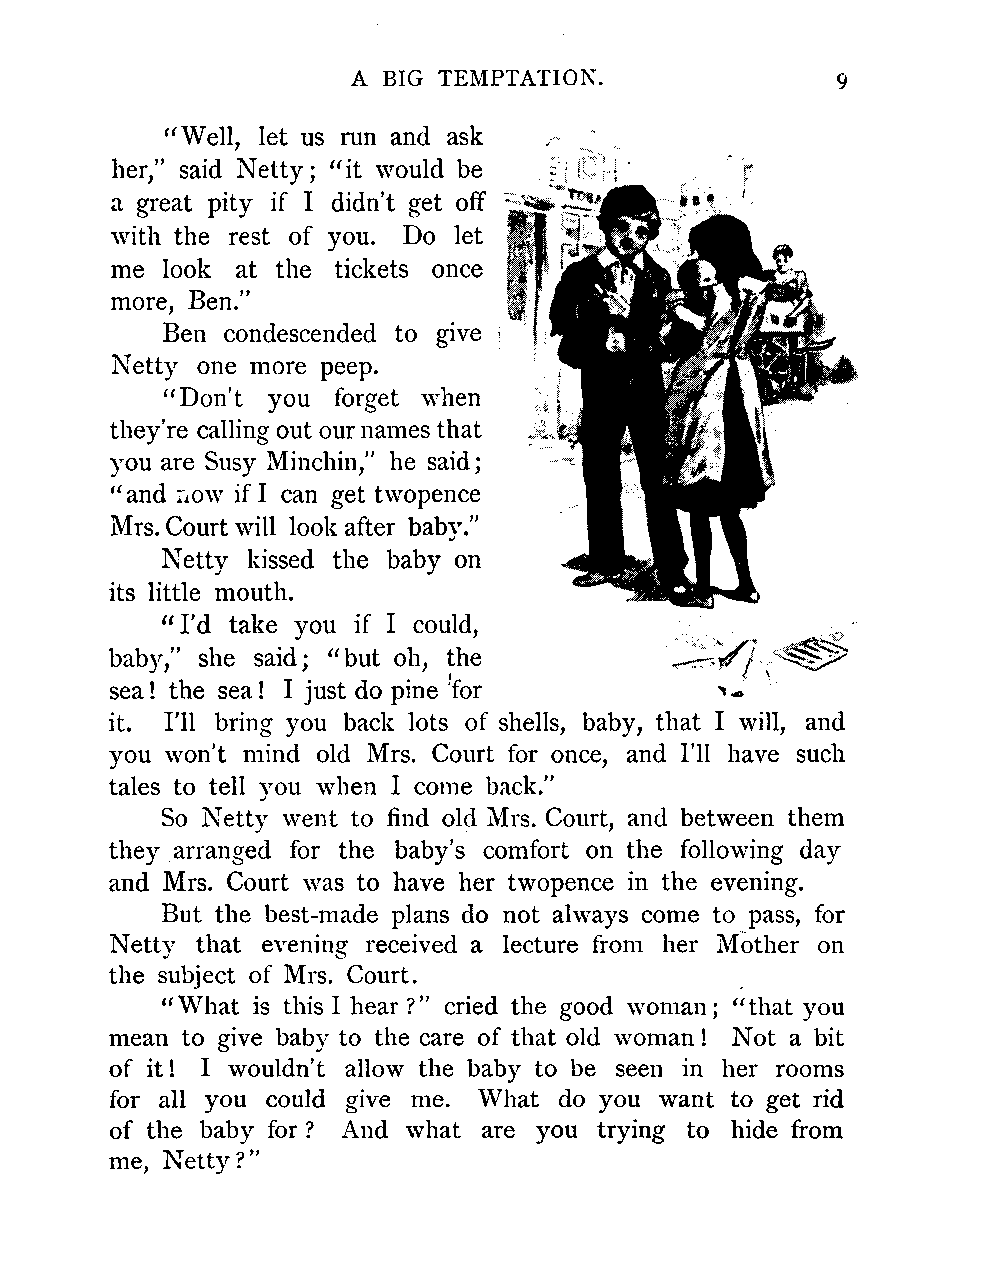 A BIG TEMPTATION. 9
"Well, let us run and ask
her," said Netty; "it would be
a great pity if I didn't get off
with the rest of you. Do let
me look at the tickets once
more, Ben."
Ben condescended to give
Netty one more peep.
"Don't you forget when
they're calling out our names that
you are Susy Minchin," he said;
"and now if I can get twopence
Mrs. Court will look after baby."
Netty kissed the baby on
its little mouth.
"I'd take you if I could,
baby," she said; "but oh, the
sea! the sea! I just do pine for
it. I'll bring you back lots of shells, baby, that I will, and
you won't mind old Mrs. Court for once, and I'll have such
tales to tell you when I come back."
So Netty went to find old Mrs. Court, and between them
they arranged for the baby's comfort on the following day
and Mrs. Court was to have her twopence in the evening.
But the best-made plans do not always come to pass, for
Netty that evening received a lecture from her Mother on
the subject of Mrs. Court.
"What is this I hear?" cried the good woman; "that you
mean to give baby to the care of that old woman! Not a bit
of it! I wouldn't allow the baby to be seen in her rooms
for all you could give me. What do you want to get rid
of the baby for? And what are you trying to hide from
me, Netty?"